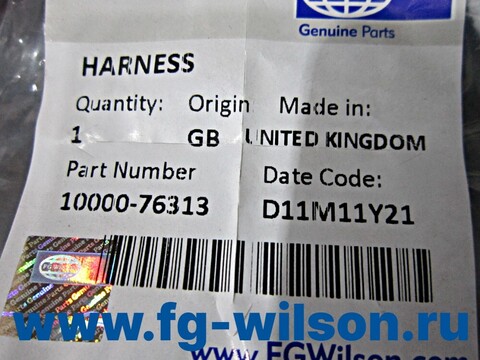 Genuine Parts
HARNESS
Quantity: Origin Made in:
1 GB UNITED KINGDOM
Part Number Date Code:
10000-76313 D11M11Y21
www.fg-wilson.ru
www.FGWilson.com